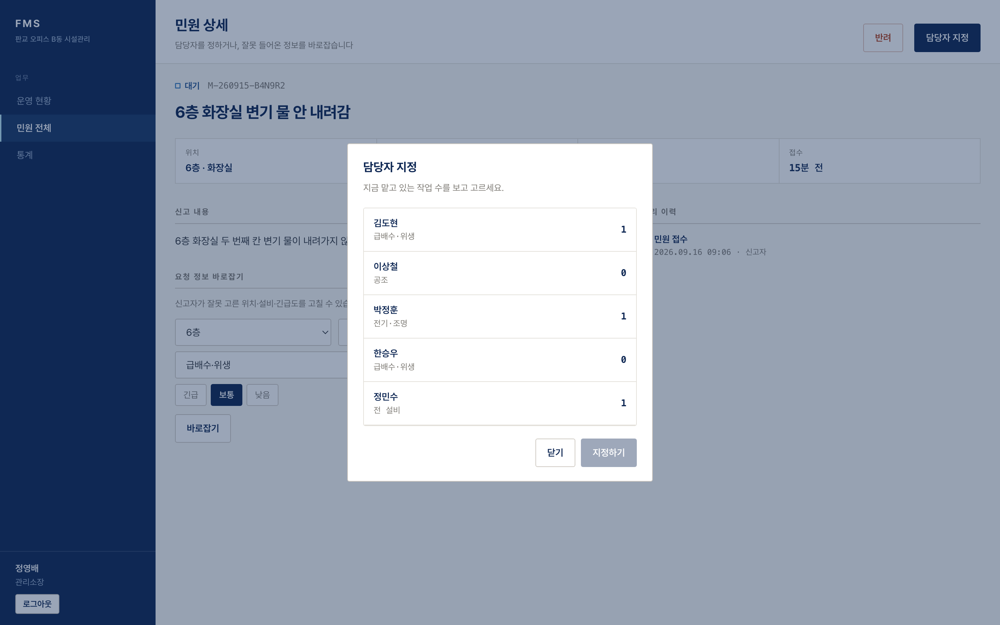 FMS
판교 오피스 B동 시설관리
업무
운영 현황
민원 전체
통계
정영배
관리소장
로그아웃
민원 상세
담당자를 정하거나, 잘못 들어온 정보를 바로잡습니다
반려
담당자 지정
대기 M-260915-B4N9R2
6층 화장실 변기 물 안 내려감
위치
6층 · 화장실
접수
15분 전
신고 내용
6층 화장실 두 번째 칸 변기 물이 내려가지
요청 정보 바로잡기
신고자가 잘못 고른 위치·설비·긴급도를 고칠 수
6층
급배수·위생
긴급 보통 낮음
바로잡기
이력
민원 접수
2026.09.16 09:06 · 신고자
담당자 지정
지금 맡고 있는 작업 수를 보고 고르세요.
김도현
급배수·위생
1
이상철
공조
0
박정훈
전기·조명
1
한승우
급배수·위생
0
정민수
전 설비
1
닫기
지정하기